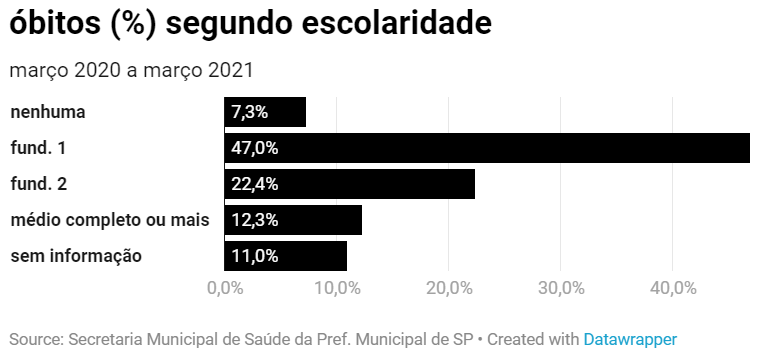 óbitos (%) segundo escolaridade
março 2020 a março 2021
nenhuma 7,3%
fund. 1 47,0%
fund. 2 22,4%
médio completo ou mais 12,3%
sem informação 11,0%
0,0% 10,0% 20,0% 30,0% 40,0%
Source: Secretaria Municipal de Saúde da Pref. Municipal de SP • Created with Datawrapper